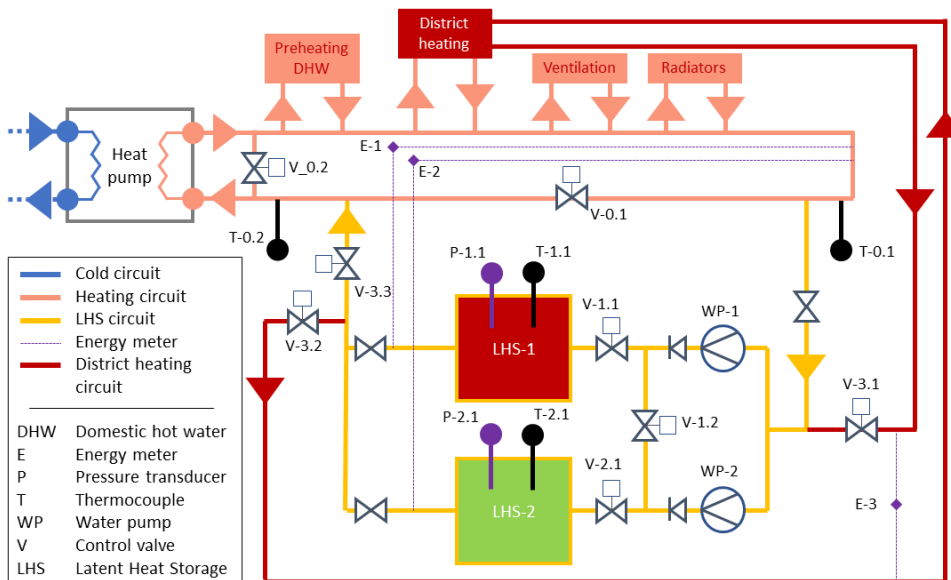 District
heating
Preheating
DHW
Ventilation
Radiators
E-1
E-2
Heat
pump
V_0.2
V-0.1
T-0.2
T-0.1
P-1.1
T-1.1
V-3.3
V-1.1
WP-1
Cold circuit
Heating circuit
LHS circuit
Energy meter
District heating
circuit
V-3.2
LHS-1
V-3.1
P-2.1
T-2.1
V-1.2
V-2.1
WP-2
LHS-2
E-3
DHW Domestic hot water
E Energy meter
P Pressure transducer
T Thermocouple
WP Water pump
V Control valve
LHS Latent Heat Storage